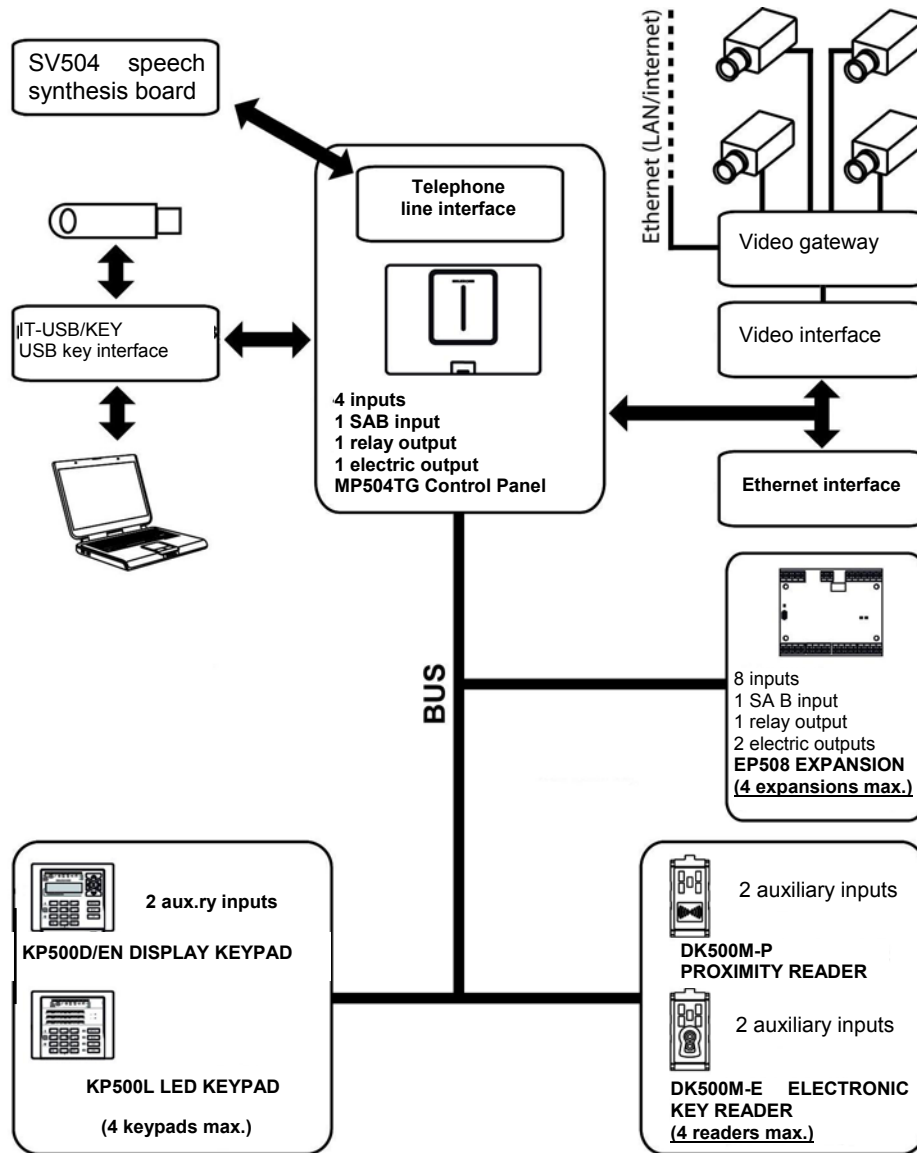 SV504 speech
synthesis board
Telephone
line interface
Ethernet (LAN/internet)
Video gateway
Video interface
IT-USB/KEY
USB key interface
4 inputs
1 SAB input
1 relay output
1 electric output
MP504TG Control Panel
Ethernet interface
BUS
8 inputs
1 SA B input
1 relay output
2 electric outputs
EP508 EXPANSION
(4 expansions max.)
2 aux.ry inputs
KP500D/EN DISPLAY KEYPAD
KP500L LED KEYPAD
(4 keypads max.)
2 auxiliary inputs
DK500M-P
PROXIMITY READER
2 auxiliary inputs
DK500M-E ELECTRONIC
KEY READER
(4 readers max.)